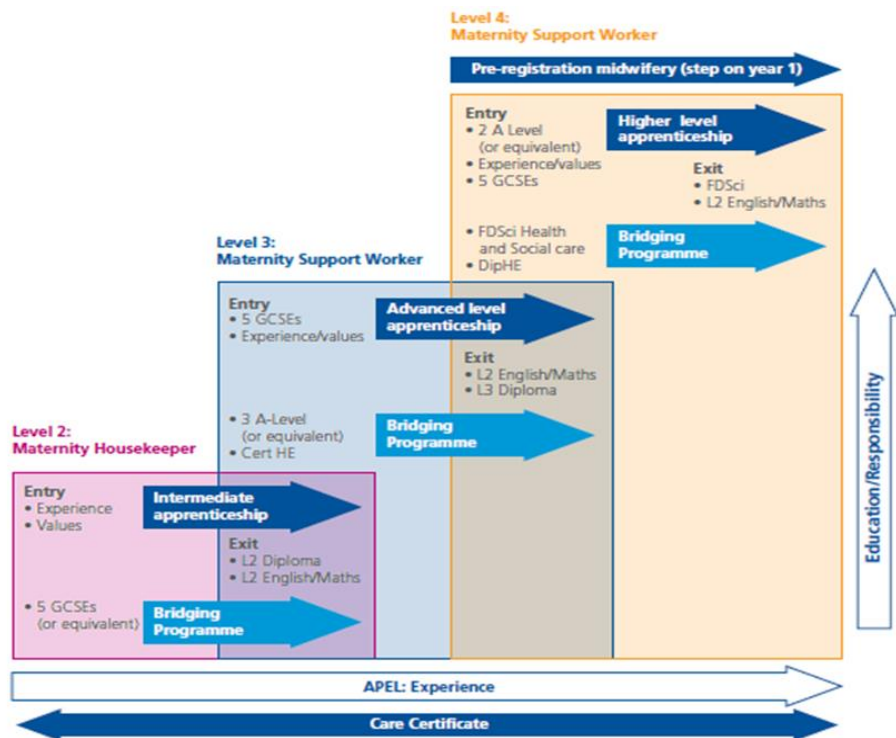 Level 4:
Maternity Support Worker
Pre-registration midwifery (step on year 1)
Entry
• 2 A Level
(or equivalent)
• Experience/values
• 5 GCSEs
Higher level
apprenticeship
Exit
• FDSci
• L2 English/Maths
• FDSci Health
and Social care
• DipHE
Bridging
Programme
Level 3:
Maternity Support Worker
Entry
• 5 GCSEs
• Experience/values
Advanced level
apprenticeship
Exit
• L2 English/Maths
• L3 Diploma
• 3 A-Level
(or equivalent)
• Cert HE
Bridging
Programme
Level 2:
Maternity Housekeeper
Entry
• Experience
• Values
Intermediate
apprenticeship
Exit
• L2 Diploma
• L2 English/Maths
• 5 GCSEs
(or equivalent)
Bridging
Programme
Education/Responsibility
APEL: Experience
Care Certificate